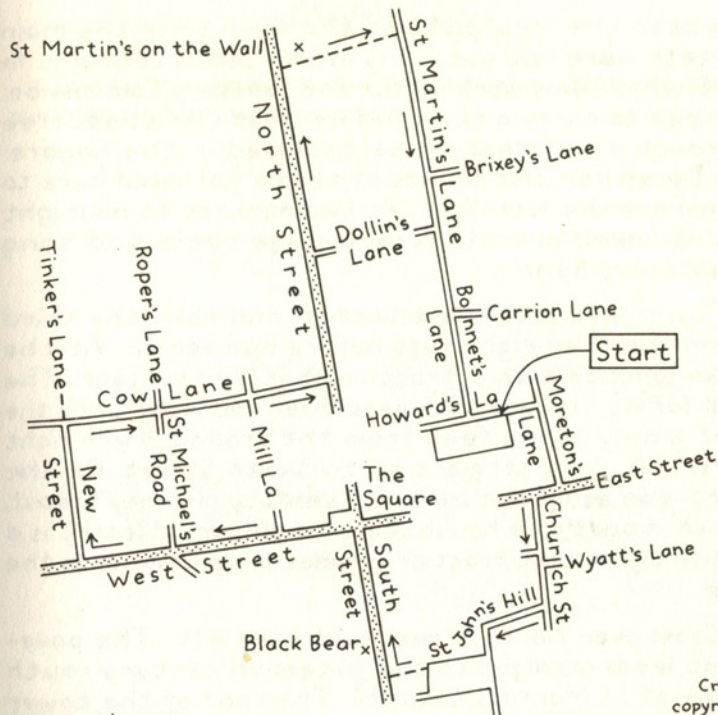 St Martin's on the Wall
St Martin's Lane
North Street
Brixey's Lane
Dollin's
Lane
Tinker's Lane
Roper's Lane
Bonnet's Lane
Carrion Lane
Start
Cow Lane
Howard's La
Moreton's
Lane
New Street
St Michael's
Road
Mill La
The
Square
East Street
Church St
Wyatt's Lane
West Street
South
Street
St John's Hill
Black Bear
Cr
copyr